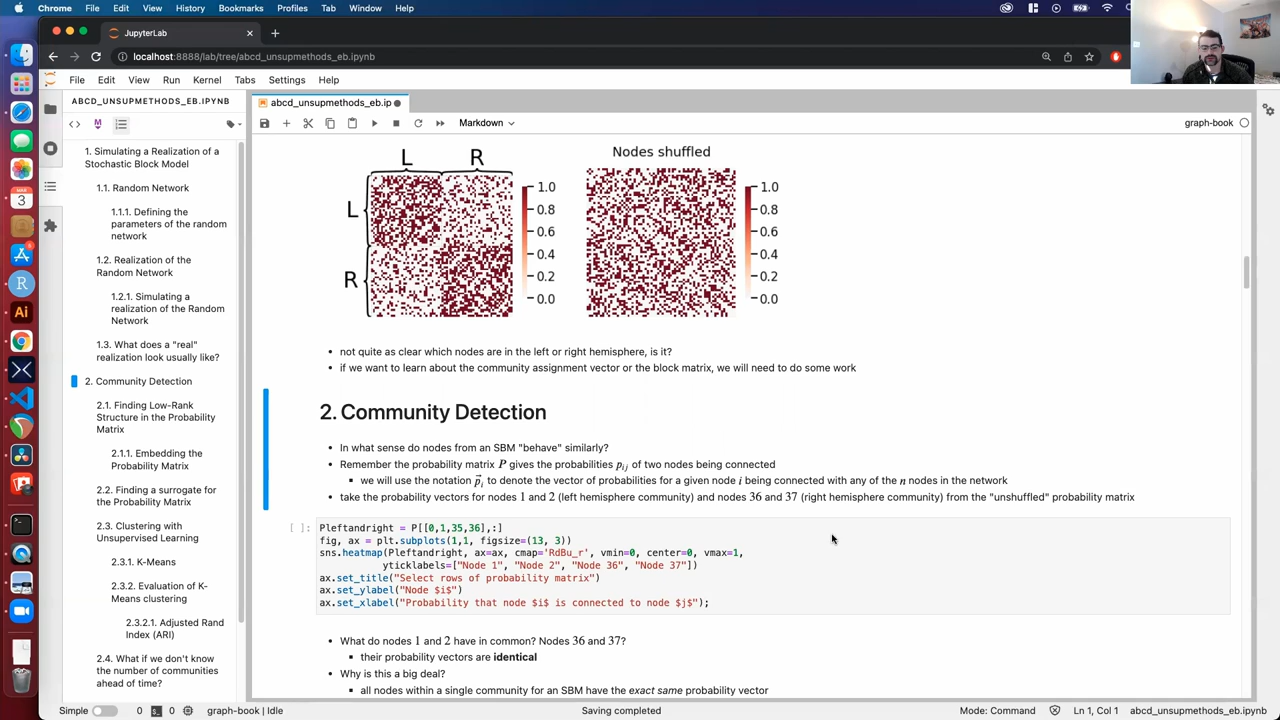 Chrome File Edit View History Bookmarks Profiles Tab Window Help
JupyterLab
localhost:8888/lab/tree/abcd_unsupmethods_eb.ipynb
File Edit View Run Kernel Tabs Settings Help
ABCD_UNSUPMETHODS_EB.IPYNB
abcd_unsupmethods_eb.ip
Markdown
graph-book
1. Simulating a Realization of a
Stochastic Block Model
1.1. Random Network
1.1.1. Defining the
parameters of the random
network
1.2. Realization of the
Random Network
1.2.1. Simulating a
realization of the Random
Network
1.3. What does a "real"
realization look usually like?
2. Community Detection
2.1. Finding Low-Rank
Structure in the Probability
Matrix
2.1.1. Embedding the
Probability Matrix
2.2. Finding a surrogate for
the Probability Matrix
2.3. Clustering with
Unsupervised Learning
2.3.1. K-Means
2.3.2. Evaluation of K-
Means clustering
2.3.2.1. Adjusted Rand
Index (ARI)
2.4. What if we don't know
the number of communities
ahead of time?
L R
L
R
1.0
0.8
0.6
0.4
0.2
0.0
Nodes shuffled
1.0
0.8
0.6
0.4
0.2
0.0
• not quite as clear which nodes are in the left or right hemisphere, is it?
• if we want to learn about the community assignment vector or the block matrix, we will need to do some work
2. Community Detection
• In what sense do nodes from an SBM "behave" similarly?
• Remember the probability matrix P gives the probabilities p_{ij} of two nodes being connected
▪ we will use the notation \vec{p}_i to denote the vector of probabilities for a given node i being connected with any of the n nodes in the network
• take the probability vectors for nodes 1 and 2 (left hemisphere community) and nodes 36 and 37 (right hemisphere community) from the "unshuffled" probability matrix
[ ]: Pleftandright = P[[0,1,35,36],:]
fig, ax = plt.subplots(1,1, figsize=(13, 3))
sns.heatmap(Pleftandright, ax=ax, cmap='RdBu_r', vmin=0, center=0, vmax=1,
yticklabels=["Node 1", "Node 2", "Node 36", "Node 37"])
ax.set_title("Select rows of probability matrix")
ax.set_ylabel("Node $i$")
ax.set_xlabel("Probability that node $i$ is connected to node $j$");
• What do nodes 1 and 2 have in common? Nodes 36 and 37?
▪ their probability vectors are identical
• Why is this a big deal?
▪ all nodes within a single community for an SBM have the exact same probability vector
Simple 0 0 graph-book | Idle Saving completed Mode: Command Ln 1, Col 1 abcd_unsupmethods_eb.ipynb